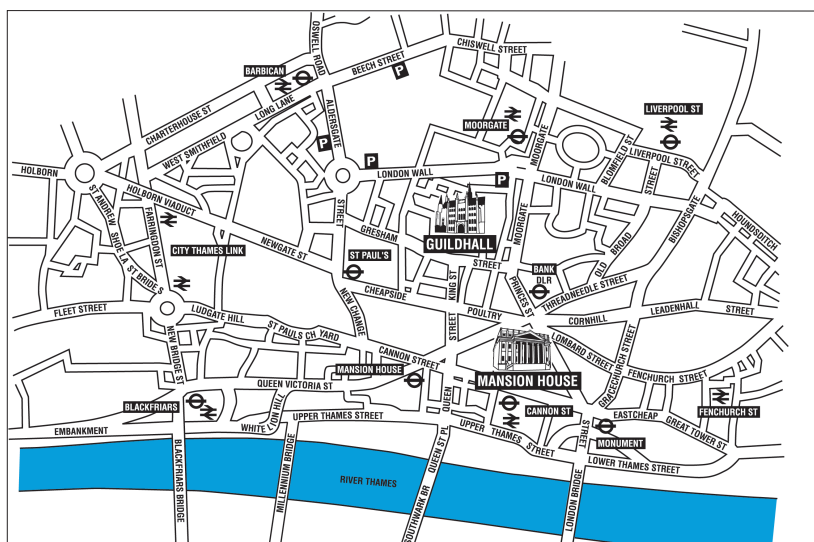 OSWELL ROAD
CHISWELL STREET
BEECH STREET
BARBICAN
P
LONG LANE
ALDERSGATE
STREET
CHARTERHOUSE ST
WEST SMITHFIELD
P
P
MOORGATE
MOORGATE
LIVERPOOL ST
LIVERPOOL STREET
BLOMFIELD ST
HOLBORN
LONDON WALL
P
LONDON WALL
HOLBORN VIADUCT
ST ANDREW
SHOE LA
ST BRIDE S
FARRINGDON ST
CITY THAMES LINK
NEWGATE ST
GRESHAM
STREET
GUILDHALL
MOORGATE
OLD
BROAD
STREET
BISHOPSGATE
HOUNSDITCH
ST PAUL'S
BANK
DLR
KING ST
PRINCES ST
THREADNEEDLE STREET
NEW CHANGE
CHEAPSIDE
POULTRY
CORNHILL
LEADENHALL
STREET
FLEET STREET
LUDGATE HILL
ST PAULS CH YARD
CANNON STREET
LOMBARD STREET
GRACECHURCH STREET
MANSION HOUSE
FENCHURCH STREET
NEW BRIDGE ST
MANSION HOUSE
QUEEN VICTORIA ST
QUEEN
STREET
BLACKFRIARS
WHITE LION HILL
UPPER THAMES STREET
CANNON ST
EASTCHEAP
FENCHURCH ST
GREAT TOWER ST
EMBANKMENT
UPPER THAMES STREET
STREET
MONUMENT
LOWER THAMES STREET
BLACKFRIARS BRIDGE
MILLENNIUM BRIDGE
QUEEN ST PL
SOUTHWARK BR
RIVER THAMES
LONDON BRIDGE